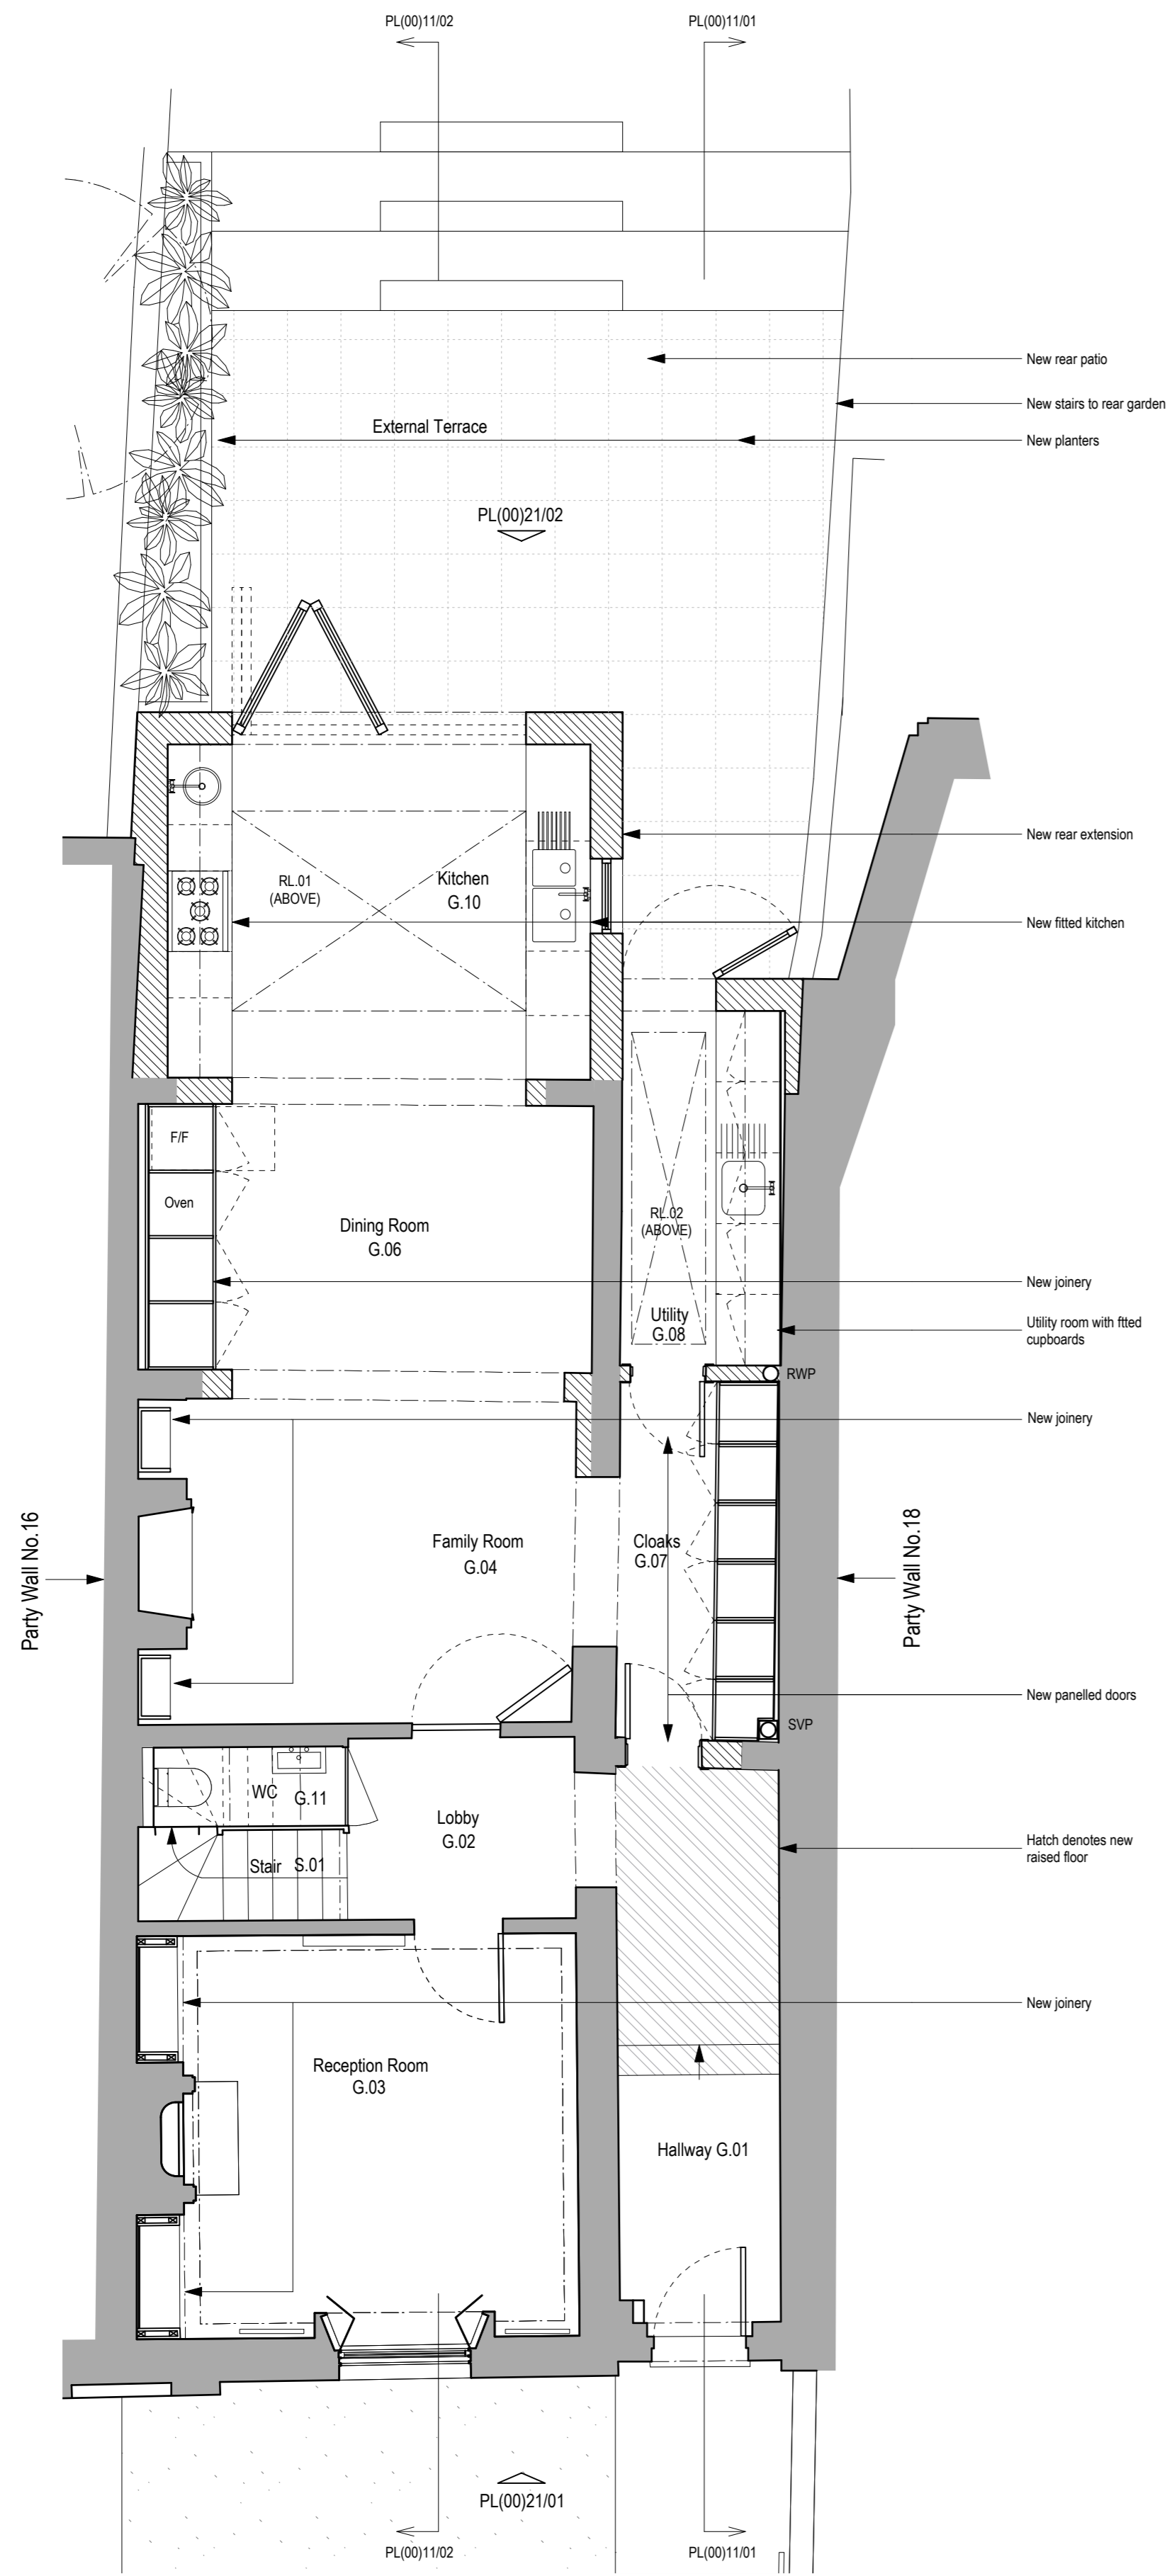 PL(00)11/02
PL(00)11/01
New rear patio
New stairs to rear garden
External Terrace
New planters
PL(00)21/02
New rear extension
RL.01
(ABOVE)
Kitchen
G.10
New fitted kitchen
F/F
Oven
Dining Room
G.06
RL.02
(ABOVE)
New joinery
Utility
G.08
Utility room with ftted
cupboards
RWP
New joinery
Party Wall No.16
Family Room
G.04
Cloaks
G.07
Party Wall No.18
New panelled doors
SVP
WC G.11
Lobby
G.02
Stair S.01
Hatch denotes new
raised floor
New joinery
Reception Room
G.03
Hallway G.01
PL(00)21/01
PL(00)11/02
PL(00)11/01